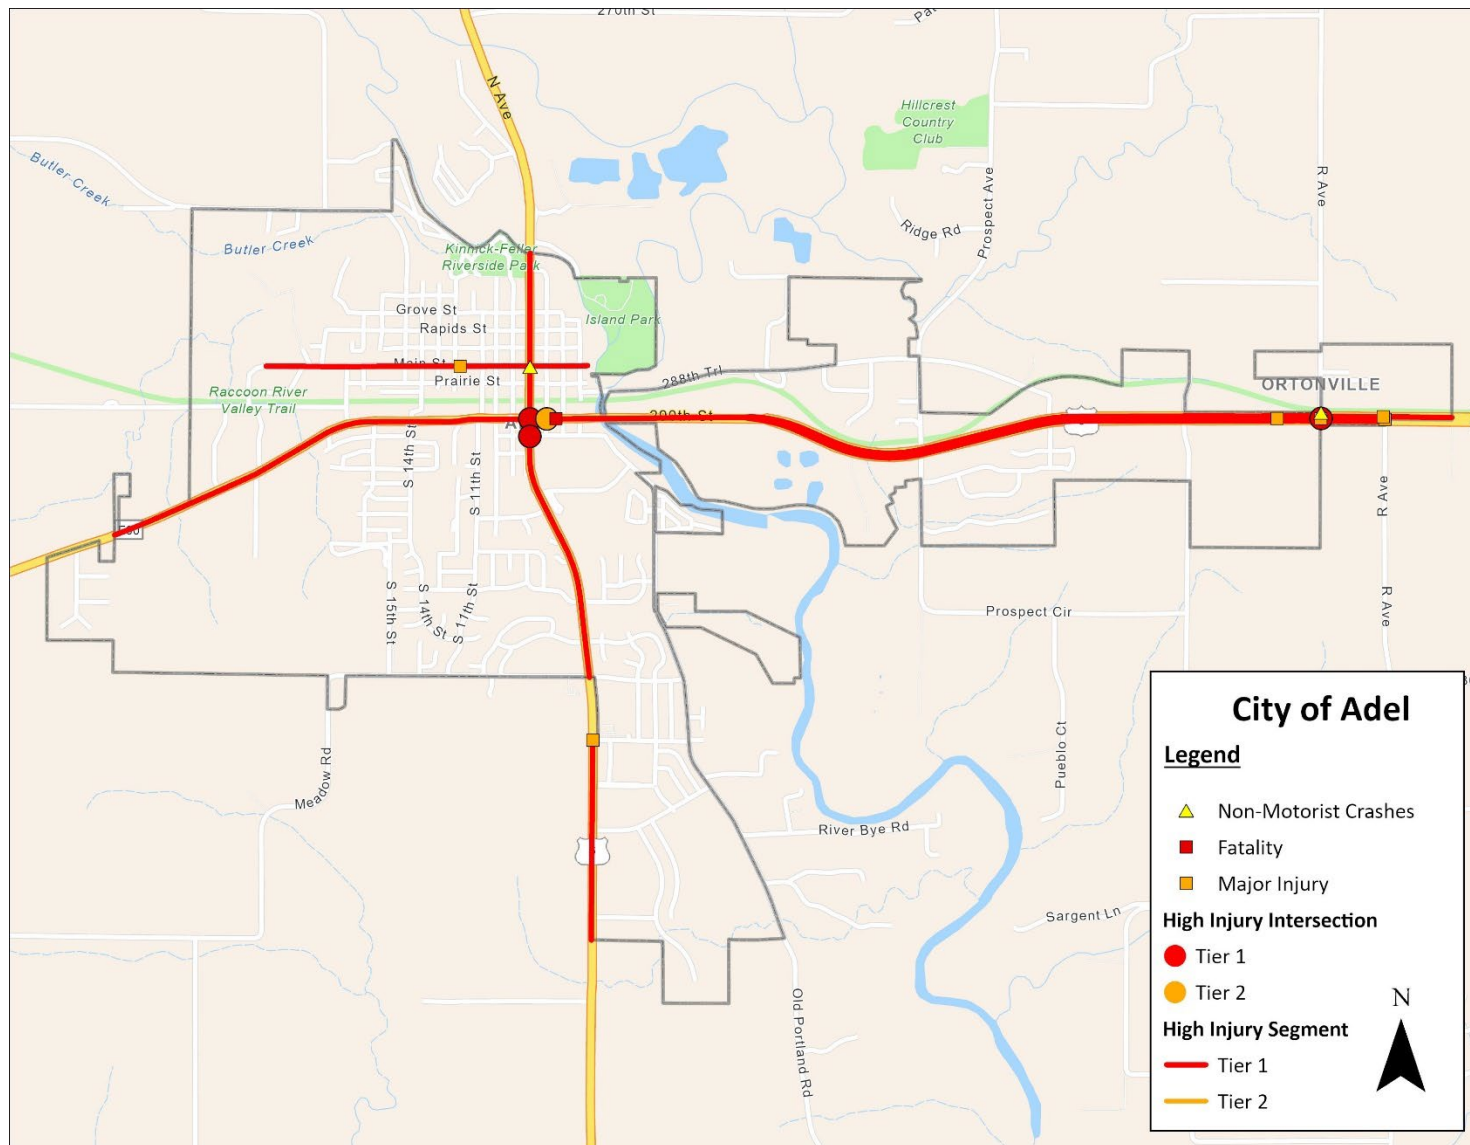 270th St
N Ave
Hillcrest
Country
Club
Butler Creek
R Ave
Prospect Ave
Ridge Rd
Butler Creek
Kinnick-Feller
Riverside Park
Grove St
Rapids St
Island Park
Main St
Prairie St
288th Trl
Raccoon River
Valley Trail
ORTONVILLE
290th St
A
S 14th St
S 11th St
R Ave
S 15th St
S 14th St
S 11th St
Prospect Cir
R Ave
Meadow Rd
Pueblo Ct
River Bye Rd
Sargent Ln
Old Portland Rd
City of Adel
Legend
Non-Motorist Crashes
Fatality
Major Injury
High Injury Intersection
Tier 1
Tier 2
High Injury Segment
Tier 1
Tier 2
N